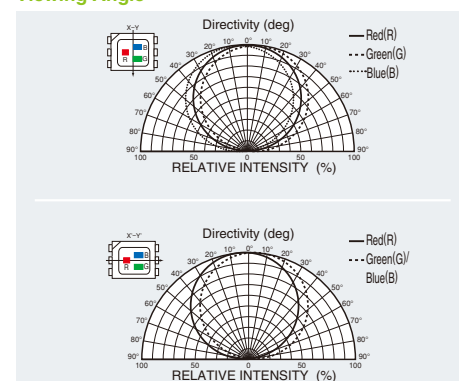 Viewing Angle
Directivity (deg)
X-Y
R
B
G
Red(R)
Green(G)
Blue(B)
90° 80° 70° 60° 50° 40° 30° 20° 10° 0° 10° 20° 30° 40° 50° 60° 70° 80° 90°
100 50 0 50 100
RELATIVE INTENSITY (%)
Directivity (deg)
X'-Y'
R
B
G
Red(R)
Green(G)/
Blue(B)
90° 80° 70° 60° 50° 40° 30° 20° 10° 0° 10° 20° 30° 40° 50° 60° 70° 80° 90°
100 50 0 50 100
RELATIVE INTENSITY (%)